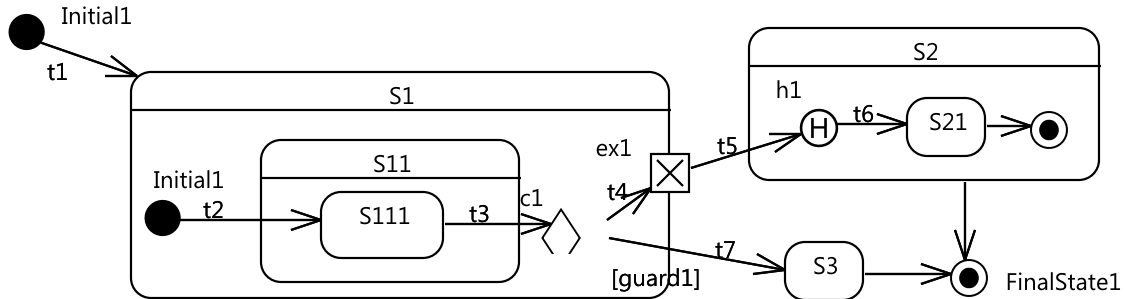 Initial1
t1
S1
S2
h1
H
t6
S21
ex1
t5
S11
Initial1
t2
S111
t3
c1
t4
t7
S3
[guard1]
FinalState1